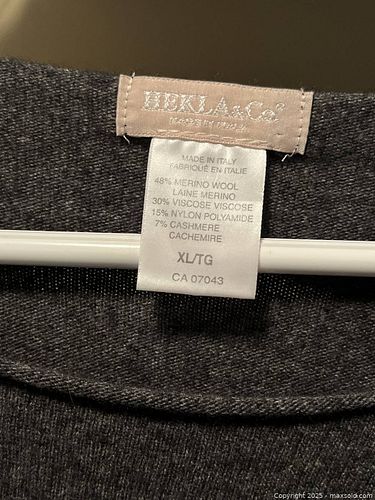 HEKLA&Co
MADE IN ITALY
MADE IN ITALY
FABRIQUÉ EN ITALIE
48% MERINO WOOL
LAINE MERINO
30% VISCOSE VISCOSE
15% NYLON POLYAMIDE
7% CASHMERE
CACHEMIRE
XL/TG
CA 07043
Copyright 2025 - maxsold.com